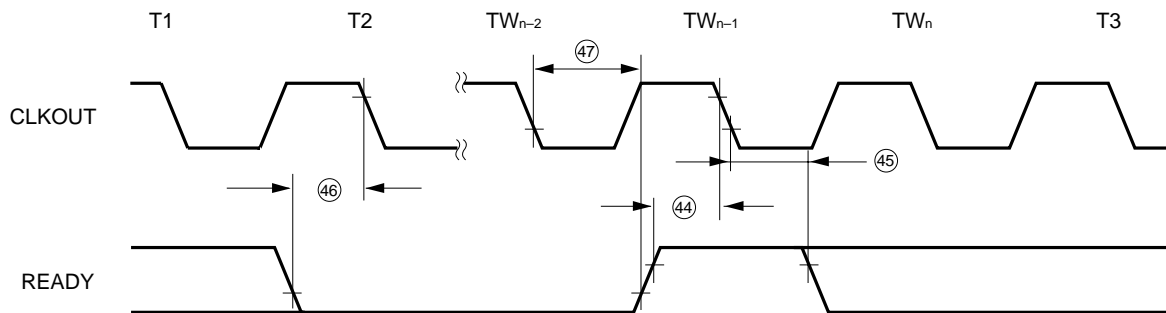 T1 T2 TWn–2 TWn–1 TWn T3
㊼
CLKOUT
㊺
㊻ ㊹
READY